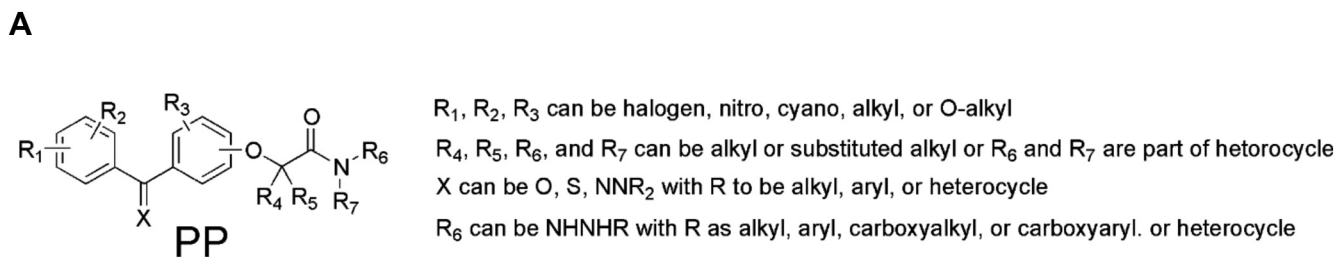 A
R₁, R₂, R₃ can be halogen, nitro, cyano, alkyl, or O-alkyl
R₄, R₅, R₆, and R₇ can be alkyl or substituted alkyl or R₆ and R₇ are part of hetorocycle
X can be O, S, NNR₂ with R to be alkyl, aryl, or heterocycle
R₆ can be NHNHR with R as alkyl, aryl, carboxyalkyl, or carboxyaryl. or heterocycle
R₁
R₂
R₃
O
O
N
R₆
R₄
R₅
R₇
X
PP